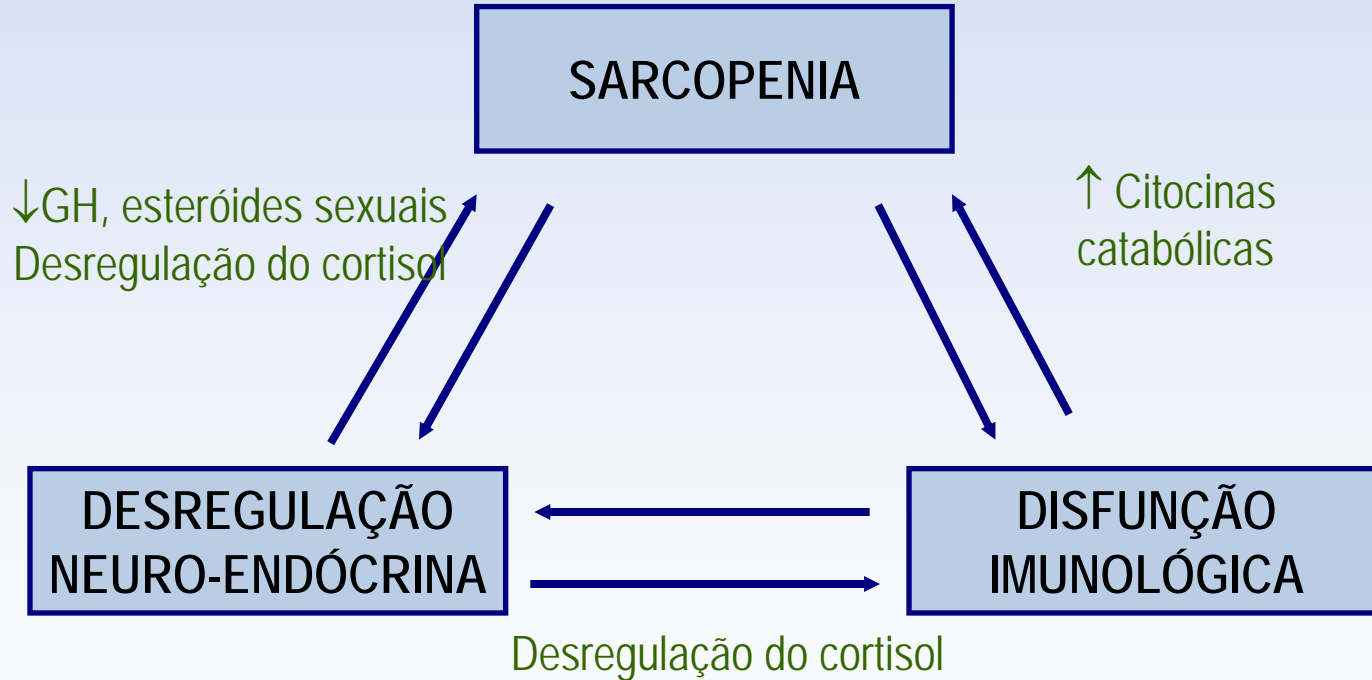 SARCOPENIA
↓GH, esteróides sexuais
Desregulação do cortisol
↑ Citocinas
catabólicas
DESREGULAÇÃO
NEURO-ENDÓCRINA
DISFUNÇÃO
IMUNOLÓGICA
Desregulação do cortisol